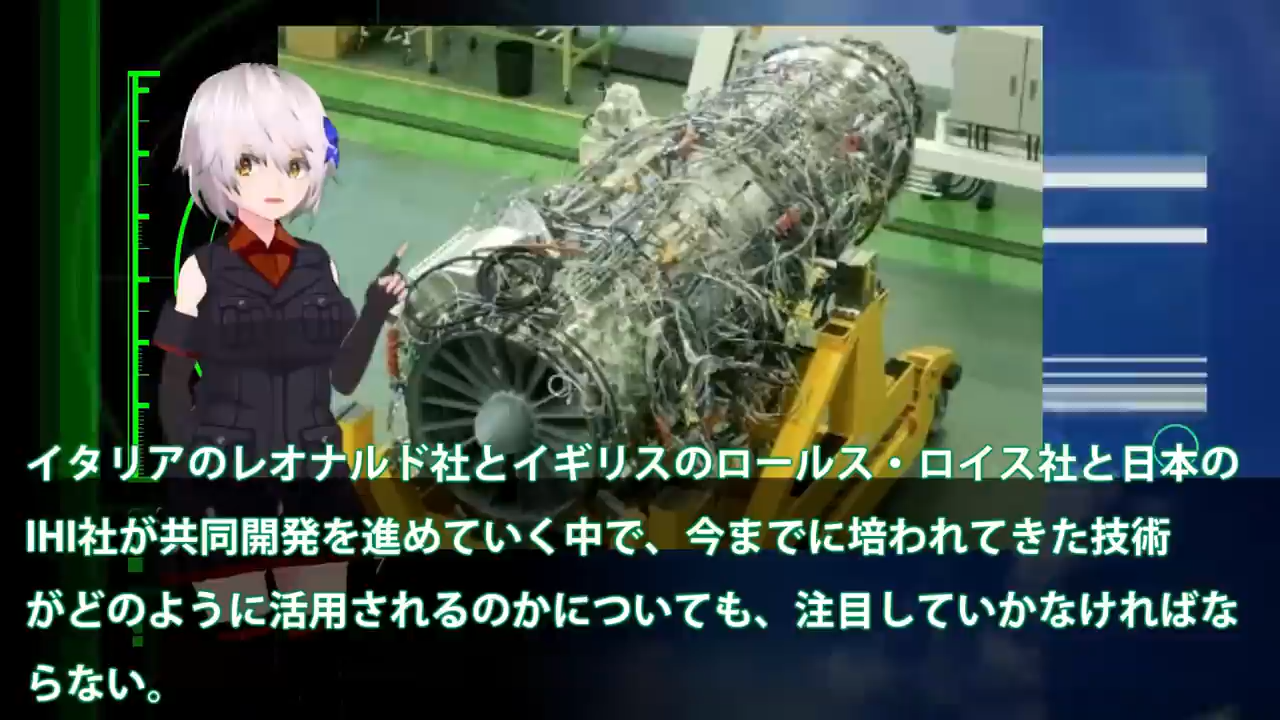 イタリアのレオナルド社とイギリスのロールス・ロイス社と日本の
IHI社が共同開発を進めていく中で、今までに培われてきた技術
がどのように活用されるのかについても、注目していかなければな
らない。